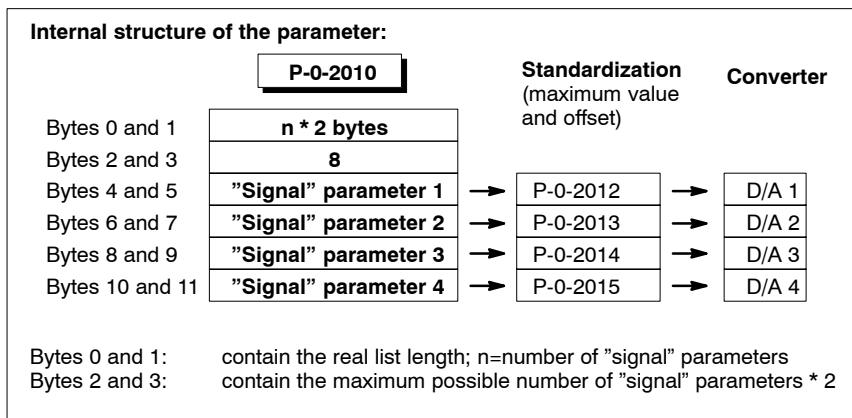 Internal structure of the parameter:
P-0-2010
Standardization
(maximum value
and offset)
Converter
Bytes 0 and 1 n * 2 bytes
Bytes 2 and 3 8
Bytes 4 and 5 ”Signal” parameter 1 P-0-2012 D/A 1
Bytes 6 and 7 ”Signal” parameter 2 P-0-2013 D/A 2
Bytes 8 and 9 ”Signal” parameter 3 P-0-2014 D/A 3
Bytes 10 and 11 ”Signal” parameter 4 P-0-2015 D/A 4
Bytes 0 and 1: contain the real list length; n=number of ”signal” parameters
Bytes 2 and 3: contain the maximum possible number of ”signal” parameters * 2